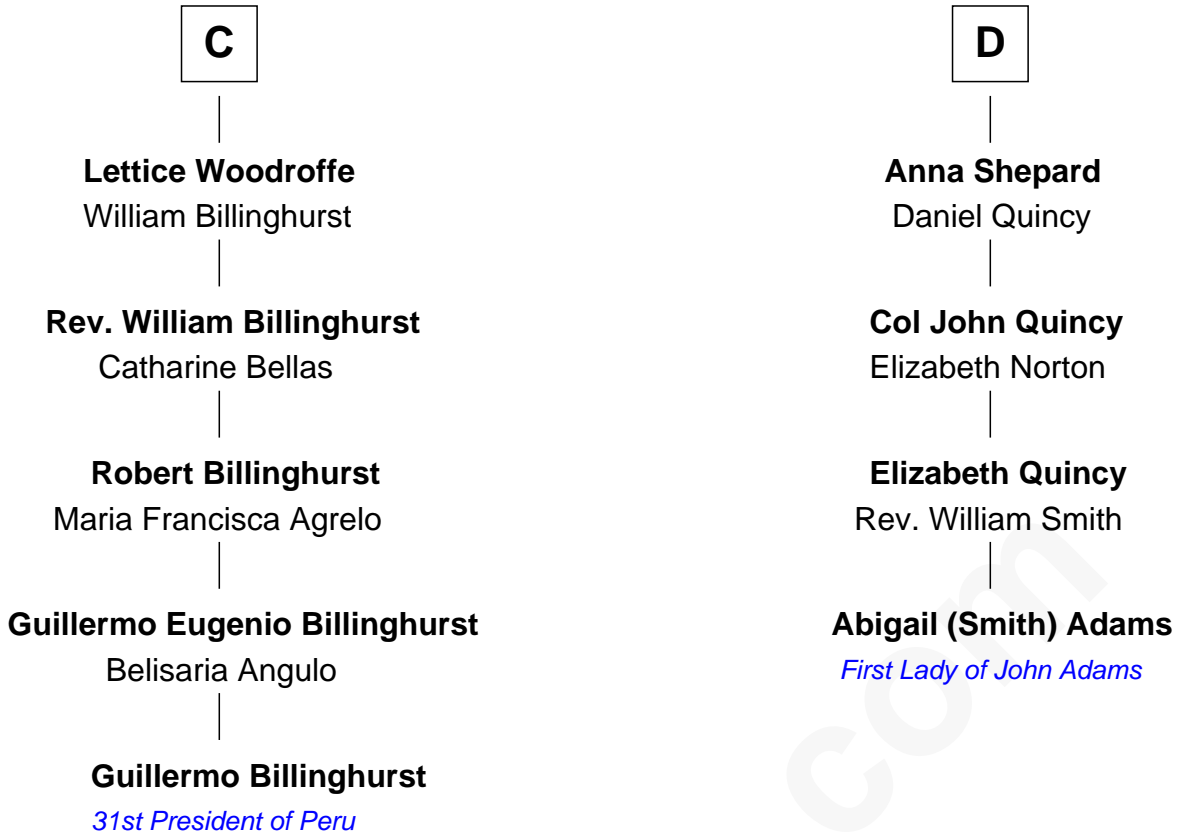 C
Lettice Woodroffe
William Billinghurst
Rev. William Billinghurst
Catharine Bellas
Robert Billinghurst
Maria Francisca Agrelo
Guillermo Eugenio Billinghurst
Belisaria Angulo
Guillermo Billinghurst
31st President of Peru
D
Anna Shepard
Daniel Quincy
Col John Quincy
Elizabeth Norton
Elizabeth Quincy
Rev. William Smith
Abigail (Smith) Adams
First Lady of John Adams
com